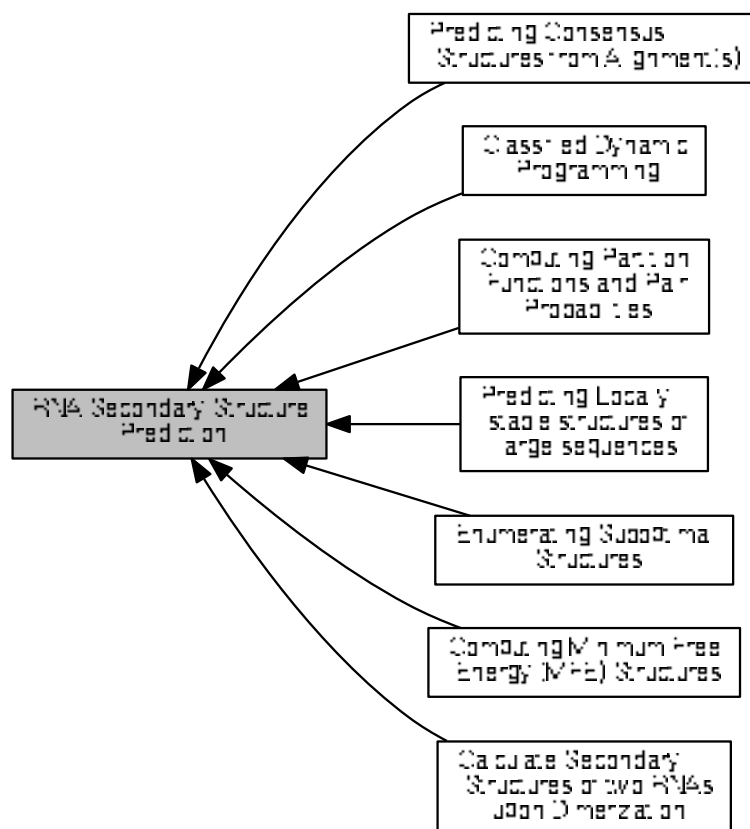 Predicting Consensus
Structures from Alignment(s)
Classified Dynamic
Programming
Computing Partition
Functions and Pair
Probabilities
RNA Secondary Structure
Prediction
Predicting Locally
stable structures of
large sequences
Enumerating Suboptimal
Structures
Computing Minimum Free
Energy (MFE) Structures
Calculate Secondary
Structures of two RNAs
upon Dimerization